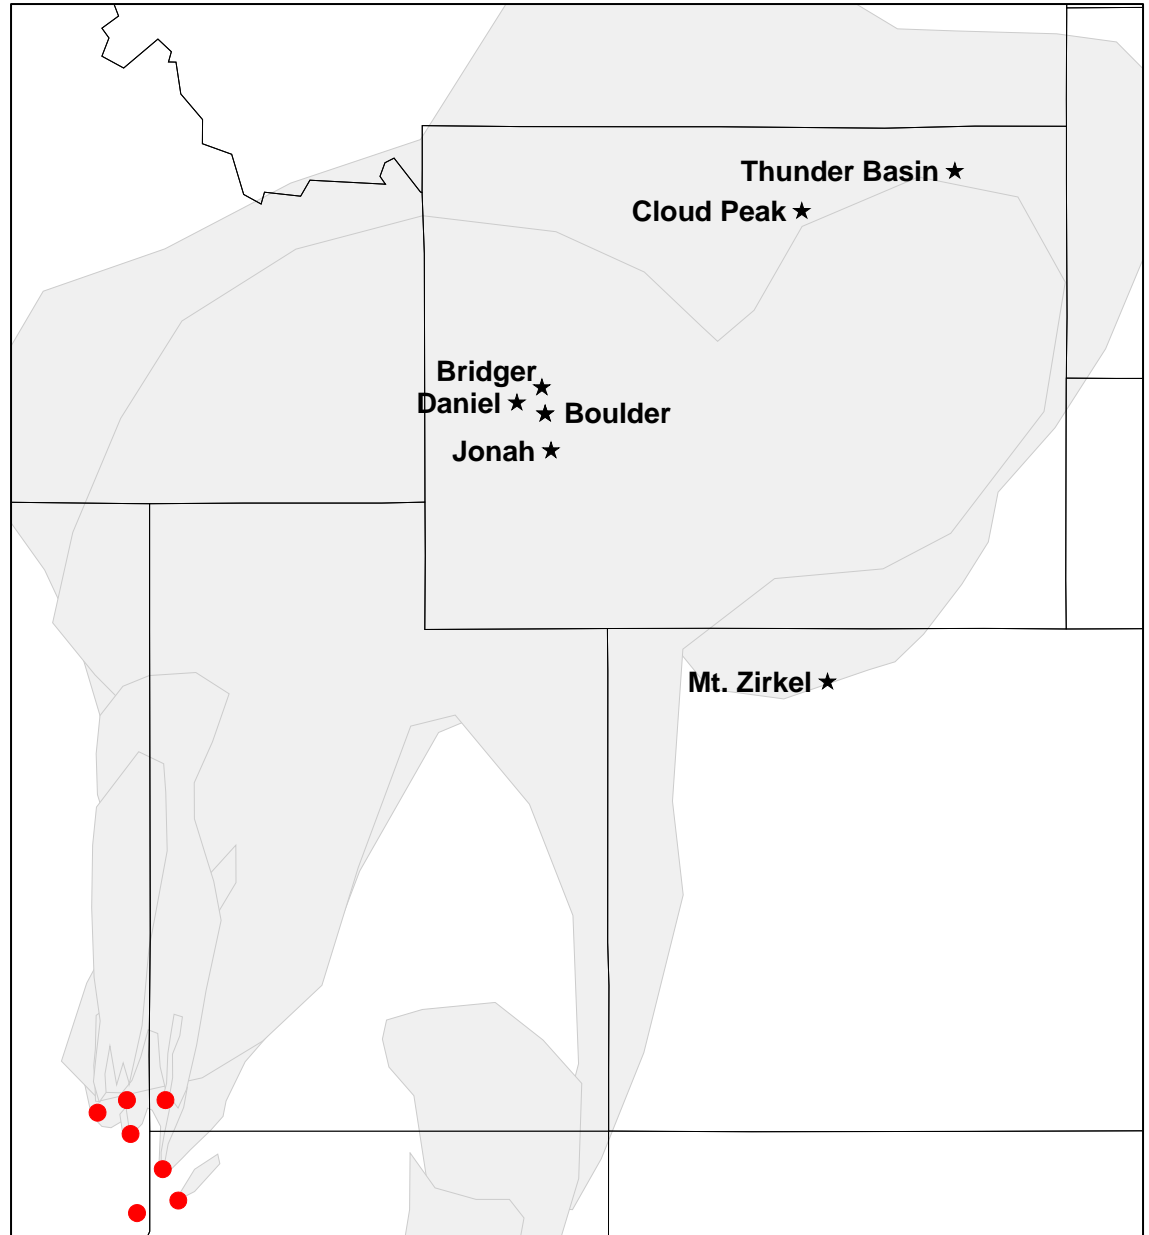 Thunder Basin
Cloud Peak
Bridger
Daniel
Boulder
Jonah
Mt. Zirkel